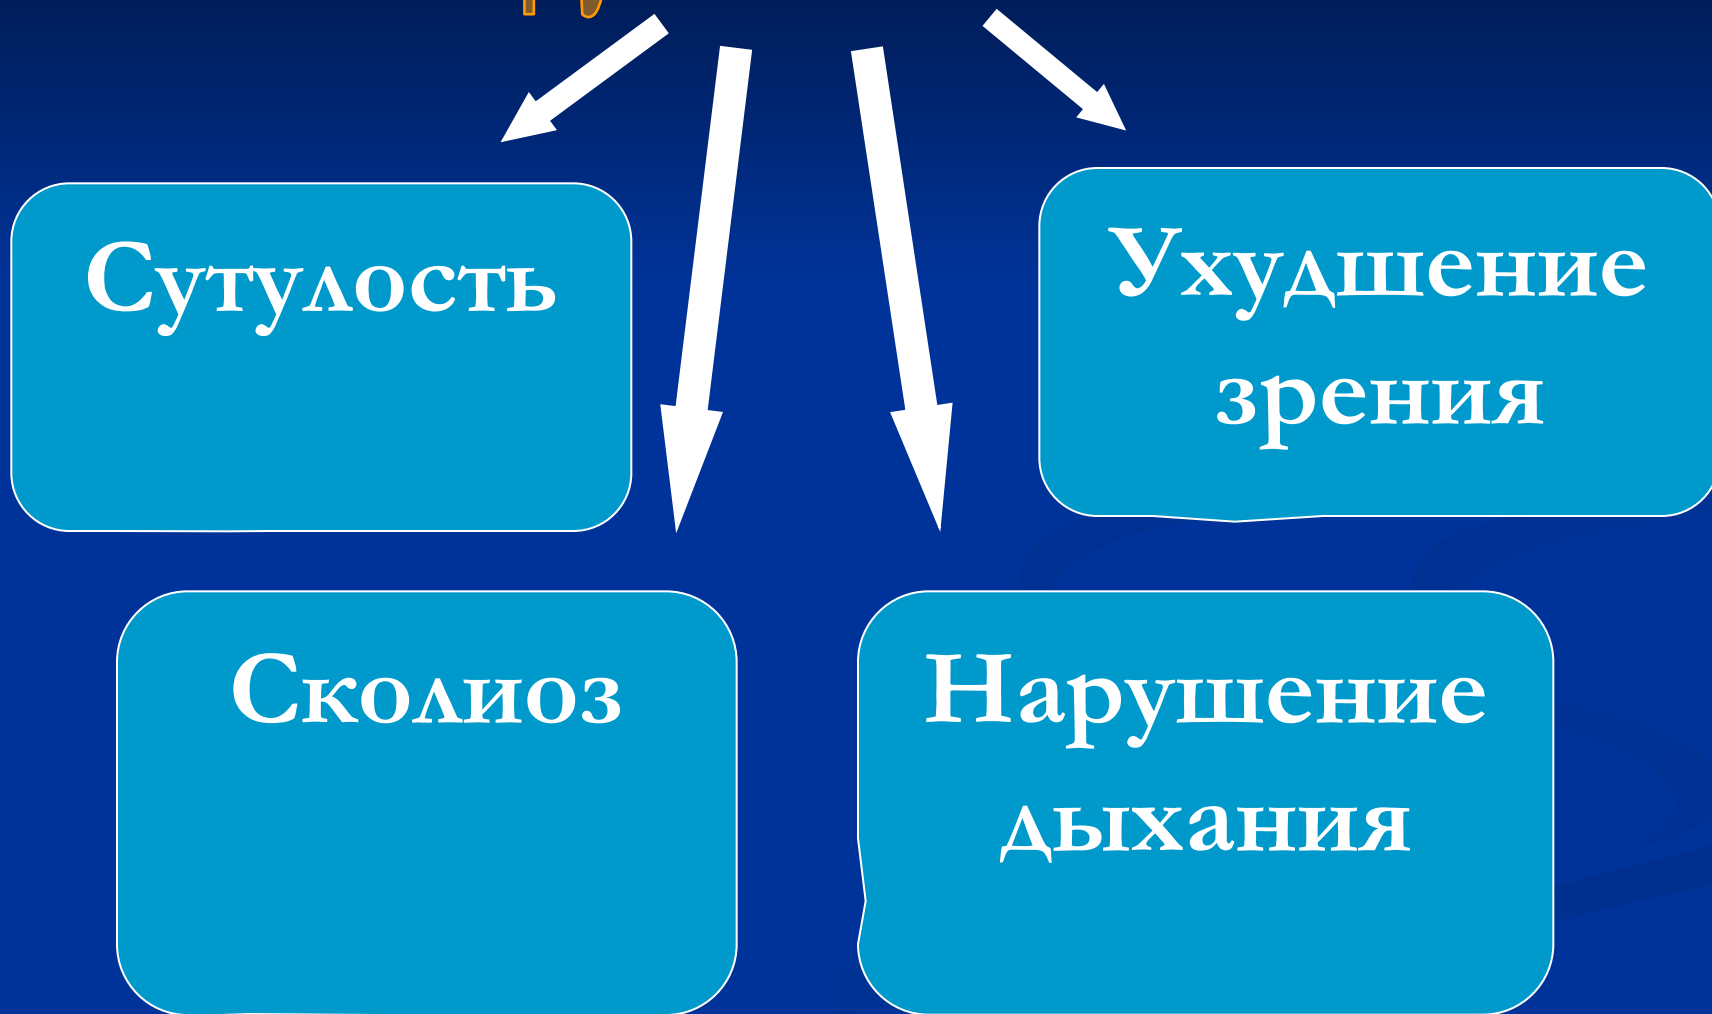 Сутулость
Ухудшение
зрения
Сколиоз
Нарушение
дыхания